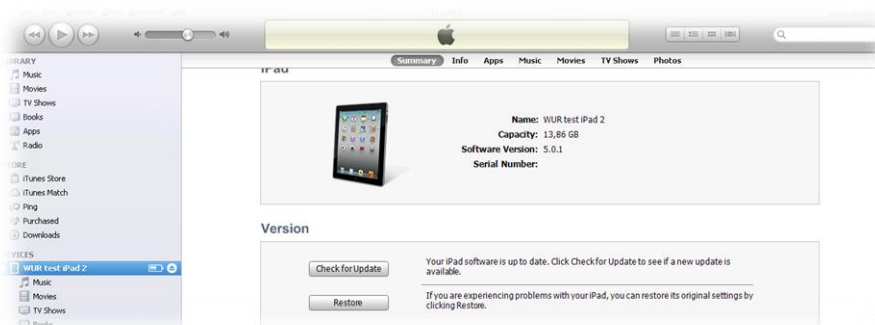 Summary Info Apps Music Movies TV Shows Photos
Music
Movies
TV Shows
Books
Apps
Radio
iTunes Store
iTunes Match
Ping
Purchased
Downloads
WUR test iPad 2
Music
Movies
TV Shows
Books
iPad
Name: WUR test iPad 2
Capacity: 13,86 GB
Software Version: 5.0.1
Serial Number:
Version
Check for Update
Your iPad software is up to date. Click Check for Update to see if a new update is
available.
Restore
If you are experiencing problems with your iPad, you can restore its original settings by
clicking Restore.